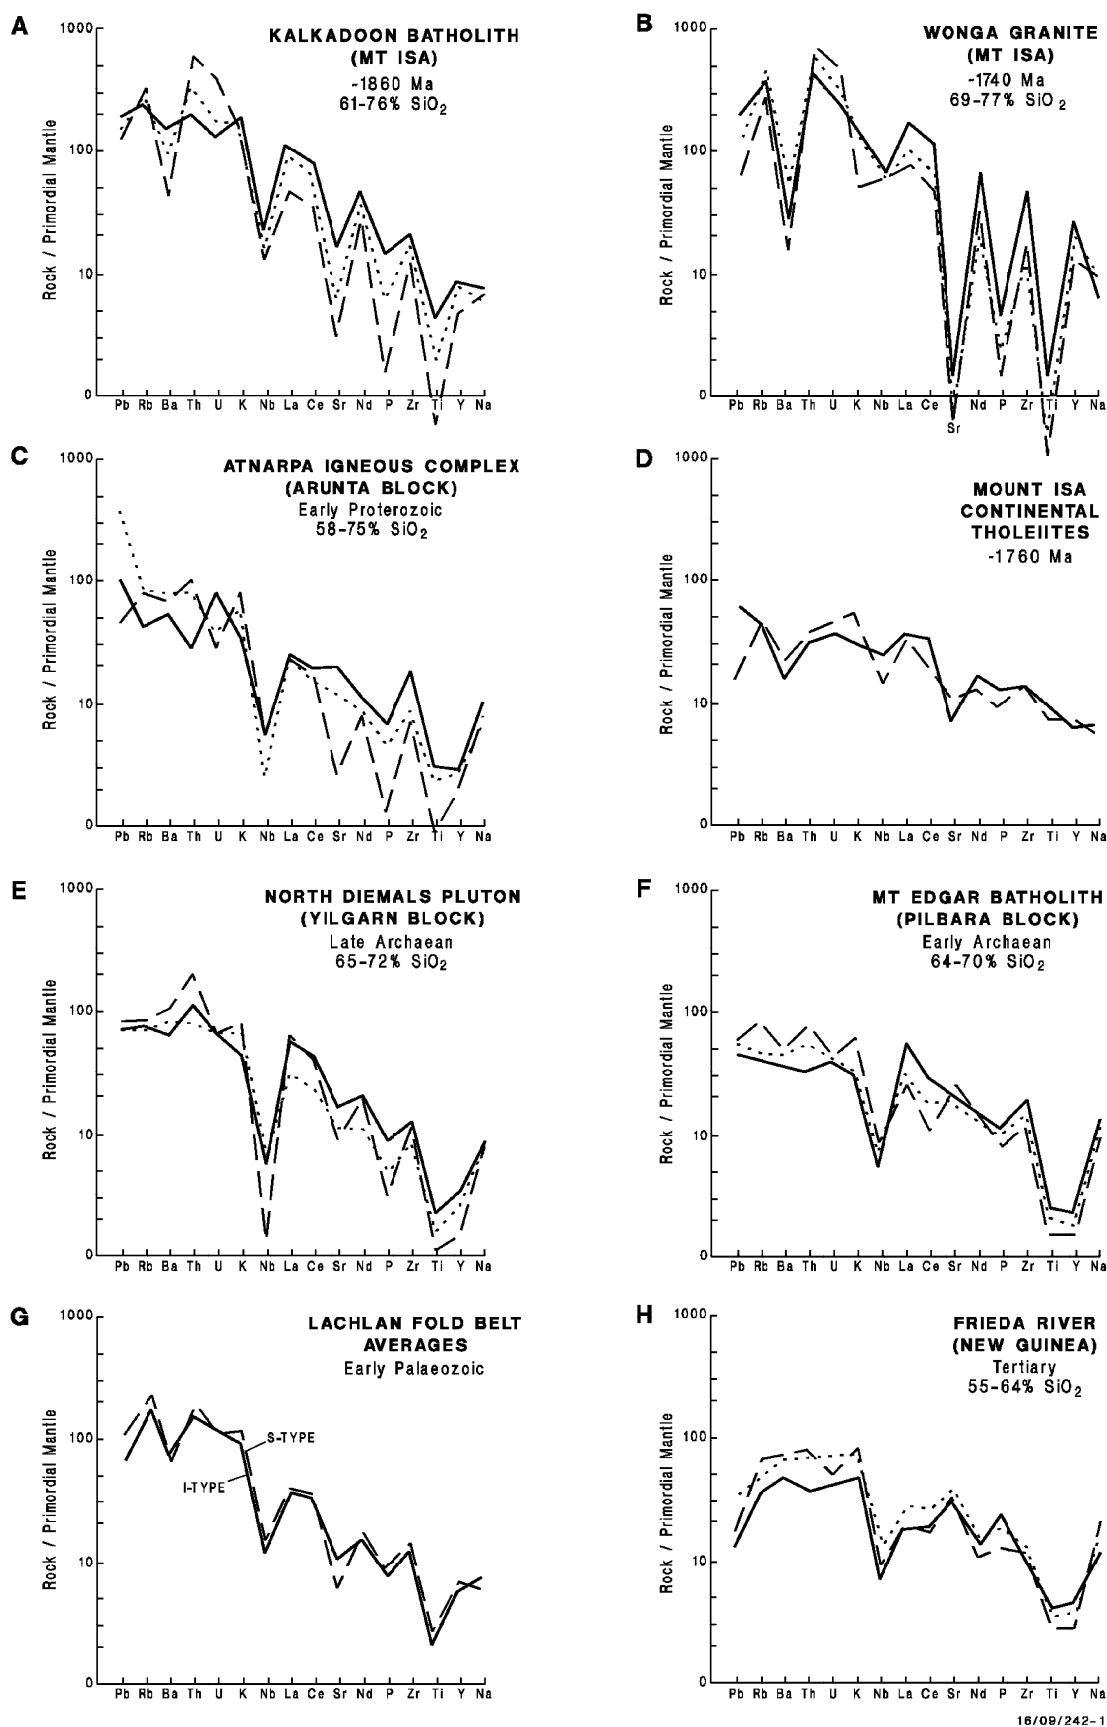 A
KALKADOON BATHOLITH
(MT ISA)
-1860 Ma
61-76% SiO2
1000
100
10
0
Rock / Primordial Mantle
Pb Rb Ba Th U K Nb La Ce Sr Nd P Zr Ti Y Na
B
WONGA GRANITE
(MT ISA)
-1740 Ma
69-77% SiO2
1000
100
10
0
Rock / Primordial Mantle
Pb Rb Ba Th U K Nb La Ce Sr Nd P Zr Ti Y Na
C
ATNARPA IGNEOUS COMPLEX
(ARUNTA BLOCK)
Early Proterozoic
58-75% SiO2
1000
100
10
0
Rock / Primordial Mantle
Pb Rb Ba Th U K Nb La Ce Sr Nd P Zr Ti Y Na
D
MOUNT ISA
CONTINENTAL
THOLEIITES
-1760 Ma
1000
100
10
0
Rock / Primordial Mantle
Pb Rb Ba Th U K Nb La Ce Sr Nd P Zr Ti Y Na
E
NORTH DIEMALS PLUTON
(YILGARN BLOCK)
Late Archaean
65-72% SiO2
1000
100
10
0
Rock / Primordial Mantle
Pb Rb Ba Th U K Nb La Ce Sr Nd P Zr Ti Y Na
F
MT EDGAR BATHOLITH
(PILBARA BLOCK)
Early Archaean
64-70% SiO2
1000
100
10
0
Rock / Primordial Mantle
Pb Rb Ba Th U K Nb La Ce Sr Nd P Zr Ti Y Na
G
LACHLAN FOLD BELT
AVERAGES
Early Palaeozoic
S-TYPE
I-TYPE
1000
100
10
0
Rock / Primordial Mantle
Pb Rb Ba Th U K Nb La Ce Sr Nd P Zr Ti Y Na
H
FRIEDA RIVER
(NEW GUINEA)
Tertiary
55-64% SiO2
1000
100
10
0
Rock / Primordial Mantle
Pb Rb Ba Th U K Nb La Ce Sr Nd P Zr Ti Y Na
16/09/242-1